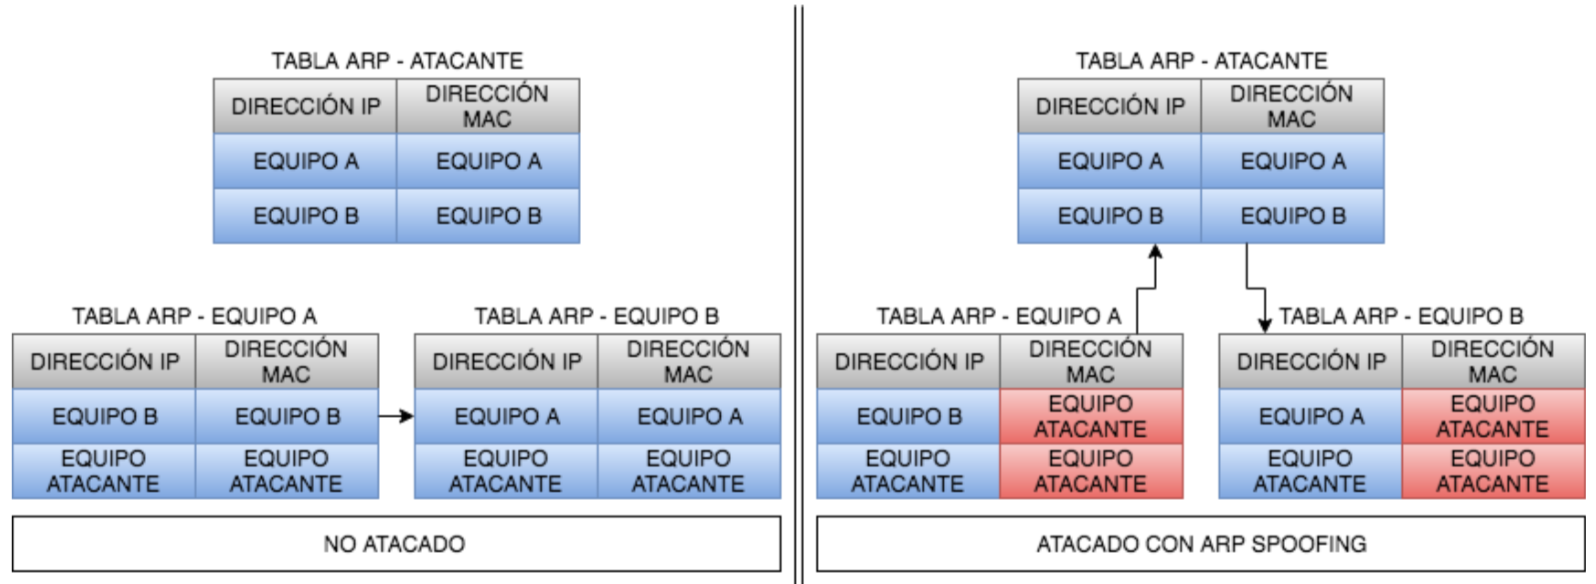 TABLA ARP - ATACANTE
DIRECCIÓN IP
DIRECCIÓN
MAC
EQUIPO A
EQUIPO A
EQUIPO B
EQUIPO B
TABLA ARP - EQUIPO A
DIRECCIÓN IP
DIRECCIÓN
MAC
EQUIPO B
EQUIPO B
EQUIPO
ATACANTE
EQUIPO
ATACANTE
TABLA ARP - EQUIPO B
DIRECCIÓN IP
DIRECCIÓN
MAC
EQUIPO A
EQUIPO A
EQUIPO
ATACANTE
EQUIPO
ATACANTE
NO ATACADO
TABLA ARP - ATACANTE
DIRECCIÓN IP
DIRECCIÓN
MAC
EQUIPO A
EQUIPO A
EQUIPO B
EQUIPO B
TABLA ARP - EQUIPO A
DIRECCIÓN IP
DIRECCIÓN
MAC
EQUIPO B
EQUIPO
ATACANTE
EQUIPO
ATACANTE
EQUIPO
ATACANTE
TABLA ARP - EQUIPO B
DIRECCIÓN IP
DIRECCIÓN
MAC
EQUIPO A
EQUIPO
ATACANTE
EQUIPO
ATACANTE
EQUIPO
ATACANTE
ATACADO CON ARP SPOOFING